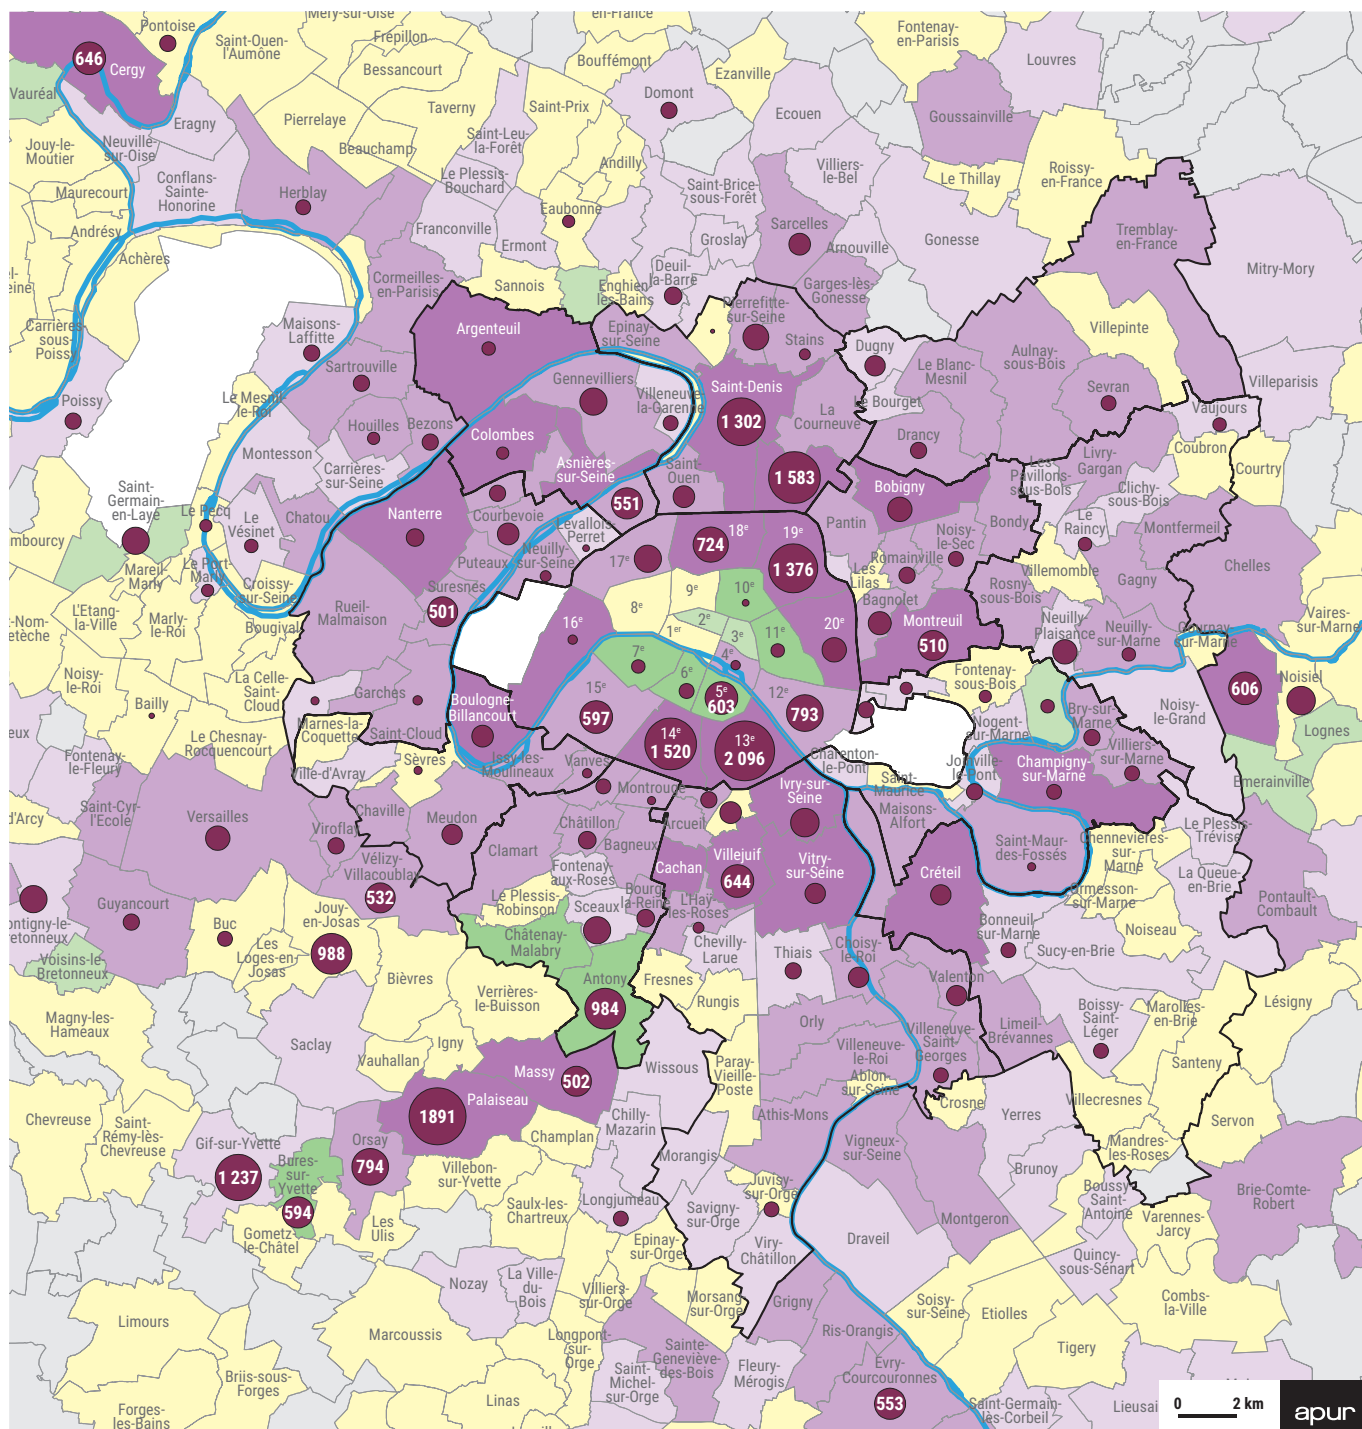 Pontoise
646
Cergy
Vauréal
Saint-Ouen-
l'Aumône
Méry-sur-Oise
Frépillon
Bessancourt
en-France
Bouffémont
Ezanville
Fontenay-
en-Parisis
Louvres
Jouy-le-
Moutier
Neuville-
sur-Oise
Eragny
Pierrelaye
Taverny
Beauchamp
Saint-Leu-
la-Forêt
Saint-Prix
Domont
Ecouen
Goussainville
Maurecourt
Conflans-
Sainte-
Honorine
Herblay
Le Plessis-
Bouchard
Andilly
Saint-Brice-
sous-Forêt
Villiers-
le-Bel
Le Thillay
Roissy-
en-France
Andrésy
Achères
Franconville
Ermont
Eaubonne
Groslay
Sarcelles
Arnouville
Gonesse
Tremblay-
en-France
Mitry-Mory
Cormeilles-
en-Parisis
Sannois
Enghien-
les-Bains
Deuil-
la-Barre
Garges-lès-
Gonesse
Carrières-
sous-
Poissy
Maisons-
Laffitte
Argenteuil
Epinay-
sur-Seine
Pierrefitte-
sur-Seine
Stains
Dugny
Villepinte
Poissy
Le Mesnil-
le-Roi
Sartrouville
Gennevilliers
Villeneuve-
la-Garenne
Saint-Denis
1 302
La
Courneuve
Le Bourget
Le Blanc-
Mesnil
Aulnay-
sous-Bois
Sevran
Villeparisis
Vaujours
Houilles
Bezons
Colombes
Montesson
Carrières-
sur-Seine
Asnières-
sur-Seine
551
Saint-
Ouen
1 583
Drancy
Bobigny
Les
Pavillons-
sous-Bois
Livry-
Gargan
Coubron
Courtry
Clichy-
sous-Bois
Saint-
Germain-
en-Laye
Le Pecq
Le
Vésinet
Chatou
Nanterre
Courbevoie
Levallois-
Perret
Puteaux
Neuilly-
sur-Seine
17e
18e
724
19e
1 376
Pantin
Noisy-
le-Sec
Bondy
Le
Raincy
Montfermeil
Chelles
mbourcy
Mareil-
Marly
Le Port-
Marly
Croissy-
sur-Seine
Suresnes
501
Romainville
Les
Lilas
Bagnolet
Villemomble
Rosny-
sous-Bois
Gagny
L'Etang-
la-Ville
Marly-
le-Roi
Bougival
Rueil-
Malmaison
16e
8e
9e
10e
1er
2e
3e
4e
11e
20e
Montreuil
510
Neuilly-
Plaisance
Neuilly-
sur-Marne
Gournay-
sur-Marne
Vaires-
sur-Marne
t-Nom-
etèche
Noisy-
le-Roi
Bailly
La Celle-
Saint-
Cloud
Garches
Marnes-la-
Coquette
Saint-Cloud
Boulogne-
Billancourt
15e
597
7e
6e
5e
603
12e
793
Fontenay-
sous-Bois
Nogent-
sur-Marne
Bry-sur-
Marne
Noisy-
le-Grand
606
Noisiel
Lognes
eux
Fontenay-
le-Fleury
Le Chesnay-
Rocquencourt
Ville-d'Avray
Sèvres
Issy-les-
Moulineaux
Vanves
Montrouge
14e
1 520
13e
2 096
Charenton-
le-Pont
Saint-
Maurice
Joinville-
le-Pont
Champigny-
sur-Marne
Villiers-
sur-Marne
Emerainville
d'Arcy
Saint-Cyr-
l'Ecole
Versailles
Viroflay
Chaville
Meudon
Vélizy-
Villacoublay
532
Clamart
Châtillon
Bagneux
Arcueil
Cachan
Villejuif
644
Ivry-sur-
Seine
Vitry-
sur-Seine
Maisons-
Alfort
Créteil
Saint-Maur-
des-Fossés
Chennevières-
sur-
Marne
Le Plessis-
Trévise
La Queue-
en-Brie
Ormesson-
sur-Marne
Pontault-
Combault
Guyancourt
Buc
Jouy-
en-Josas
988
Les
Loges-en-
Josas
Bièvres
Fontenay-
aux-Roses
Le Plessis-
Robinson
Sceaux
Bourg-
la-Reine
L'Haÿ-
les-Roses
Chevilly-
Larue
Thiais
Choisy-
le-Roi
Bonneuil-
sur-Marne
Sucy-en-Brie
Noiseau
ontigny-le-
retonneux
Voisins-le-
Bretonneux
Magny-les-
Hameaux
Châtenay-
Malabry
Antony
984
Fresnes
Rungis
Verrières-
le-Buisson
Valenton
Orly
Villeneuve-
le-Roi
Villeneuve-
Saint-
Georges
Limeil-
Brévannes
Boissy-
Saint-
Léger
Marolles-
en-Brie
Lésigny
Santeny
Saclay
Vauhallan
Igny
Massy
502
Palaiseau
1891
Wissous
Paray-
Vieille-
Poste
Ablon-
sur-Seine
Athis-Mons
Crosne
Yerres
Villecresnes
Servon
Chevreuse
Saint-
Rémy-lès-
Chevreuse
Gif-sur-Yvette
1 237
Bures-
sur-
Yvette
594
Orsay
794
Chilly-
Mazarin
Champlan
Villebon-
sur-Yvette
Morangis
Vigneux-
sur-Seine
Brunoy
Mandres-
les-Roses
Gometz-
le-Châtel
Les
Ulis
Saulx-les-
Chartreux
Longjumeau
Savigny-
sur-Orge
Juvisy-
sur-Orge
Epinay-
sur-Orge
Viry-
Châtillon
Draveil
Montgeron
Boussy-
Saint-
Antoine
Varennes-
Jarcy
Brie-Comte-
Robert
Quincy-
sous-Sénart
Combs-
la-Ville
Limours
Nozay
La Ville-
du-
Bois
Villiers-
sur-Orge
Morsang-
sur-Orge
Grigny
Ris-Orangis
Soisy-
sur-Seine
Etiolles
Tigery
Marcoussis
Longpont-
sur-
Orge
Sainte-
Geneviève-
des-Bois
Saint-
Michel-
sur-Orge
Fleury-
Mérogis
Evry-
Courcouronnes
553
Briis-sous-
Forges
Forges-
les-Bains
Linas
Saint-Germain-
lès-Corbeil
Lieusai
0
2 km
apur